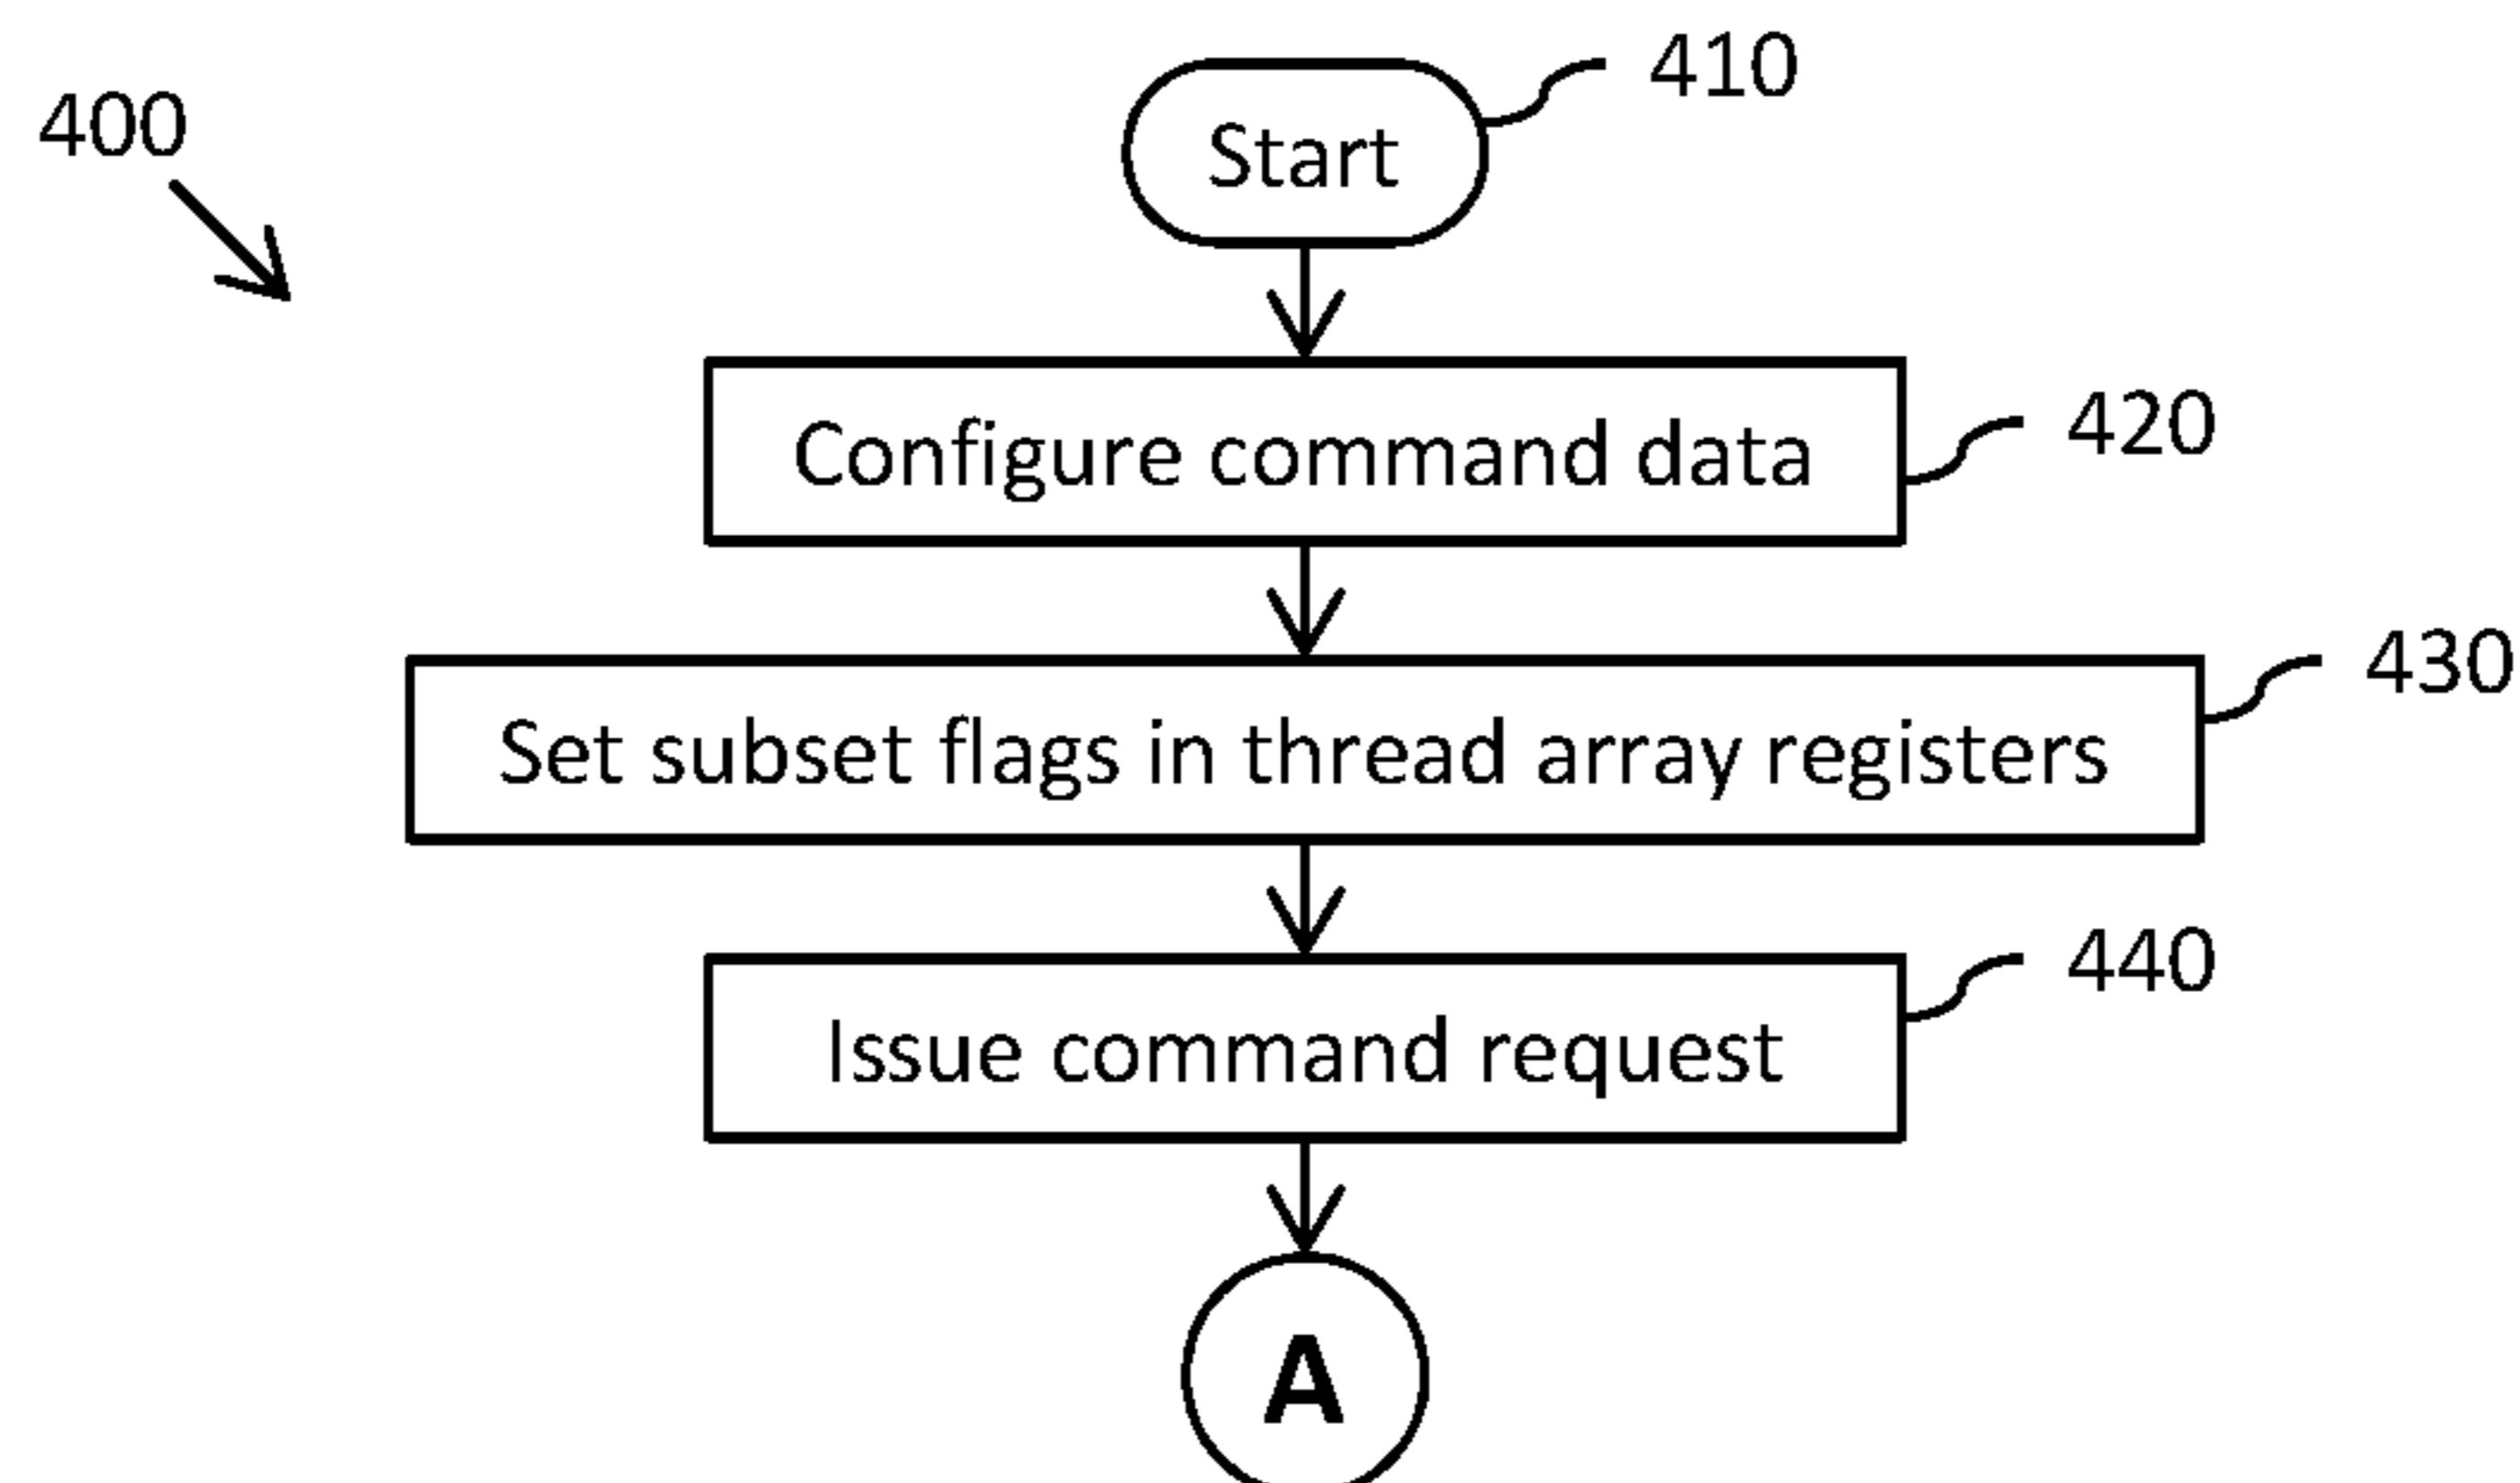 410
400
Start
420
Configure command data
430
Set subset flags in thread array registers
440
Issue command request
A